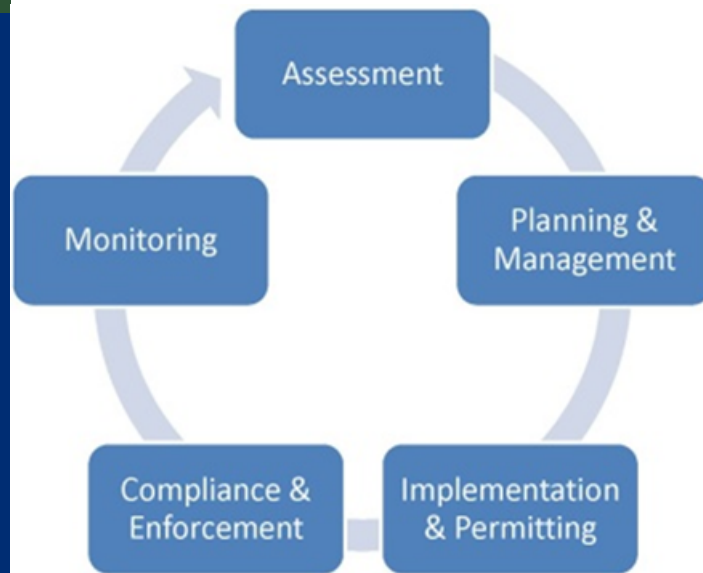 Assessment
Planning &
Management
Implementation
& Permitting
Compliance &
Enforcement
Monitoring